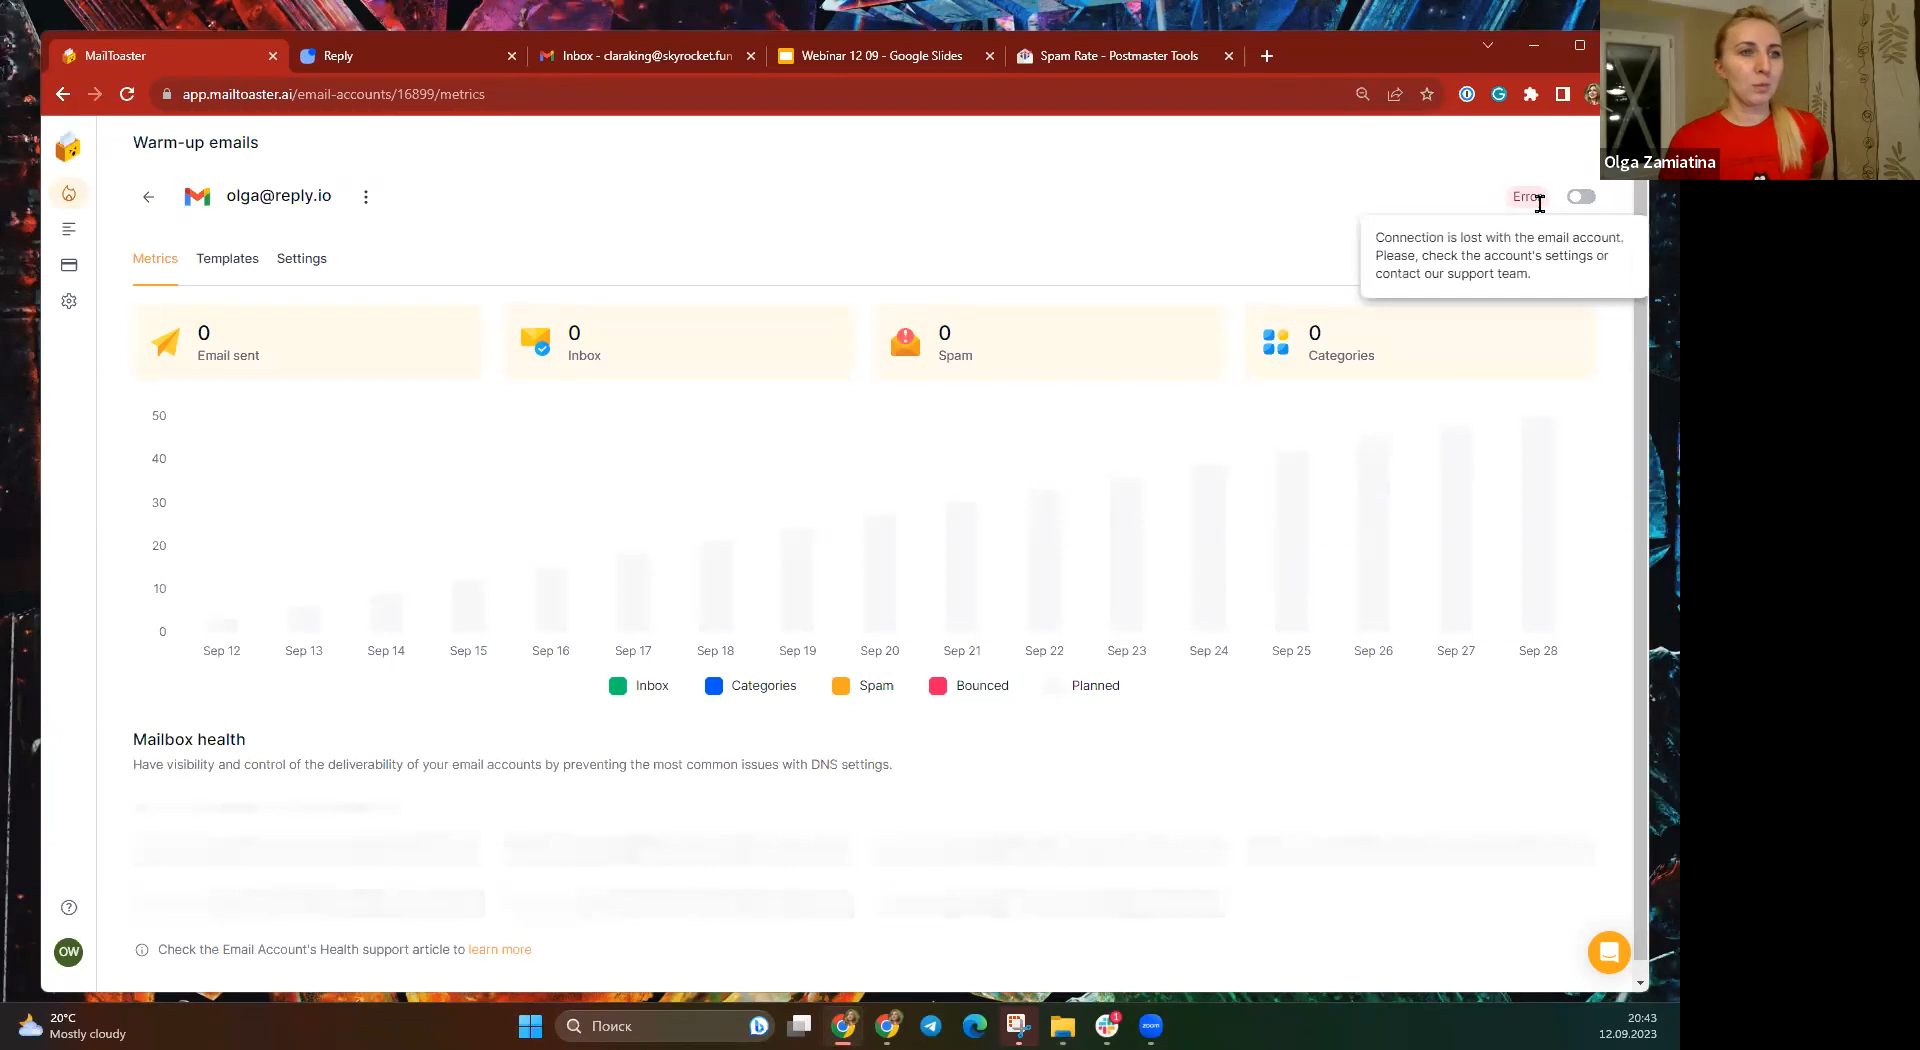 MailToaster
Reply
Inbox - claraking@skyrocket.fun
Webinar 12 09 - Google Slides
Spam Rate - Postmaster Tools
app.mailtoaster.ai/email-accounts/16899/metrics
Olga Zamiatina
Warm-up emails
olga@reply.io
Connection is lost with the email account.
Please, check the account's settings or
contact our support team.
Metrics Templates Settings
0
Email sent
0
Inbox
0
Spam
0
Categories
50
40
30
20
10
0
Sep 12 Sep 13 Sep 14 Sep 15 Sep 16 Sep 17 Sep 18 Sep 19 Sep 20 Sep 21 Sep 22 Sep 23 Sep 24 Sep 25 Sep 26 Sep 27 Sep 28
Inbox Categories Spam Bounced Planned
Mailbox health
Have visibility and control of the deliverability of your email accounts by preventing the most common issues with DNS settings.
Check the Email Account's Health support article to learn more
OW
20°C
Mostly cloudy
Поиск
1
zoom
20:43
12.09.2023